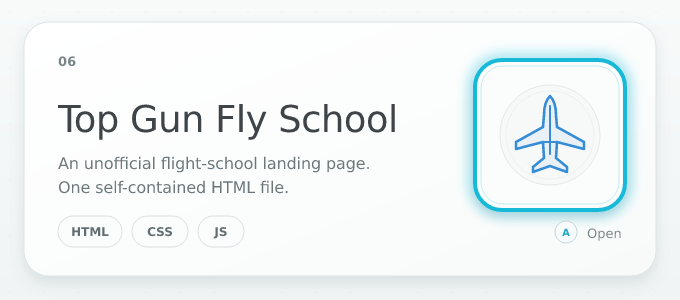 06
Top Gun Fly School
An unofficial flight-school landing page.
One self-contained HTML file.
HTML CSS JS
A Open